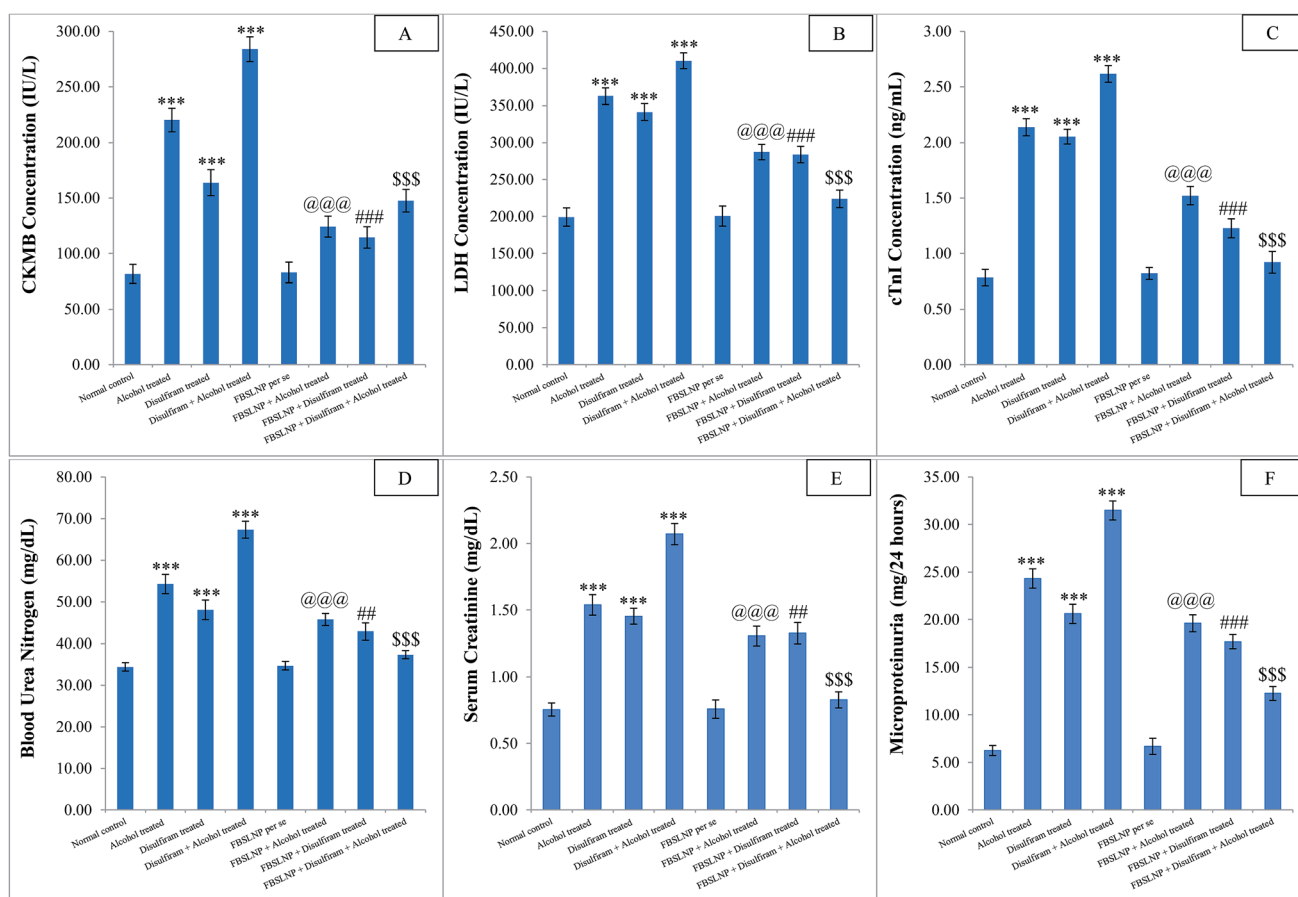 A
CKMB Concentration (IU/L)
300.00
250.00
200.00
150.00
100.00
50.00
0.00
***
***
***
@@@
###
$$$
Normal control
Alcohol treated
Disulfiram treated
Disulfiram + Alcohol treated
FBSLNP per se
FBSLNP + Alcohol treated
FBSLNP + Disulfiram treated
FBSLNP + Disulfiram + Alcohol treated
B
LDH Concentration (IU/L)
450.00
400.00
350.00
300.00
250.00
200.00
150.00
100.00
50.00
0.00
***
***
***
@@@
###
$$$
Normal control
Alcohol treated
Disulfiram treated
Disulfiram + Alcohol treated
FBSLNP per se
FBSLNP + Alcohol treated
FBSLNP + Disulfiram treated
FBSLNP + Disulfiram + Alcohol treated
C
cTnI Concentration (ng/mL)
3.00
2.50
2.00
1.50
1.00
0.50
0.00
***
***
***
@@@
###
$$$
Normal control
Alcohol treated
Disulfiram treated
Disulfiram + Alcohol treated
FBSLNP per se
FBSLNP + Alcohol treated
FBSLNP + Disulfiram treated
FBSLNP + Disulfiram + Alcohol treated
D
Blood Urea Nitrogen (mg/dL)
80.00
70.00
60.00
50.00
40.00
30.00
20.00
10.00
0.00
***
***
***
@@@
##
$$$
Normal control
Alcohol treated
Disulfiram treated
Disulfiram + Alcohol treated
FBSLNP per se
FBSLNP + Alcohol treated
FBSLNP + Disulfiram treated
FBSLNP + Disulfiram + Alcohol treated
E
Serum Creatinine (mg/dL)
2.50
2.00
1.50
1.00
0.50
0.00
***
***
***
@@@
##
$$$
Normal control
Alcohol treated
Disulfiram treated
Disulfiram + Alcohol treated
FBSLNP per se
FBSLNP + Alcohol treated
FBSLNP + Disulfiram treated
FBSLNP + Disulfiram + Alcohol treated
F
Microproteinuria (mg/24 hours)
35.00
30.00
25.00
20.00
15.00
10.00
5.00
0.00
***
***
***
@@@
###
$$$
Normal control
Alcohol treated
Disulfiram treated
Disulfiram + Alcohol treated
FBSLNP per se
FBSLNP + Alcohol treated
FBSLNP + Disulfiram treated
FBSLNP + Disulfiram + Alcohol treated